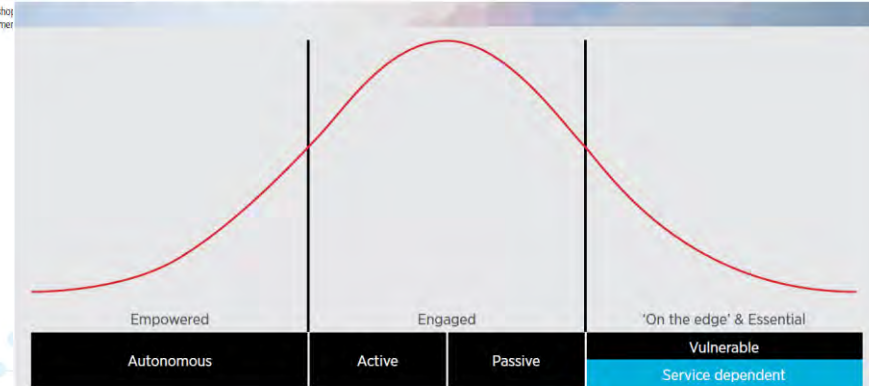 Empowered
Engaged
'On the edge' & Essential
Autonomous
Active
Passive
Vulnerable
Service dependent